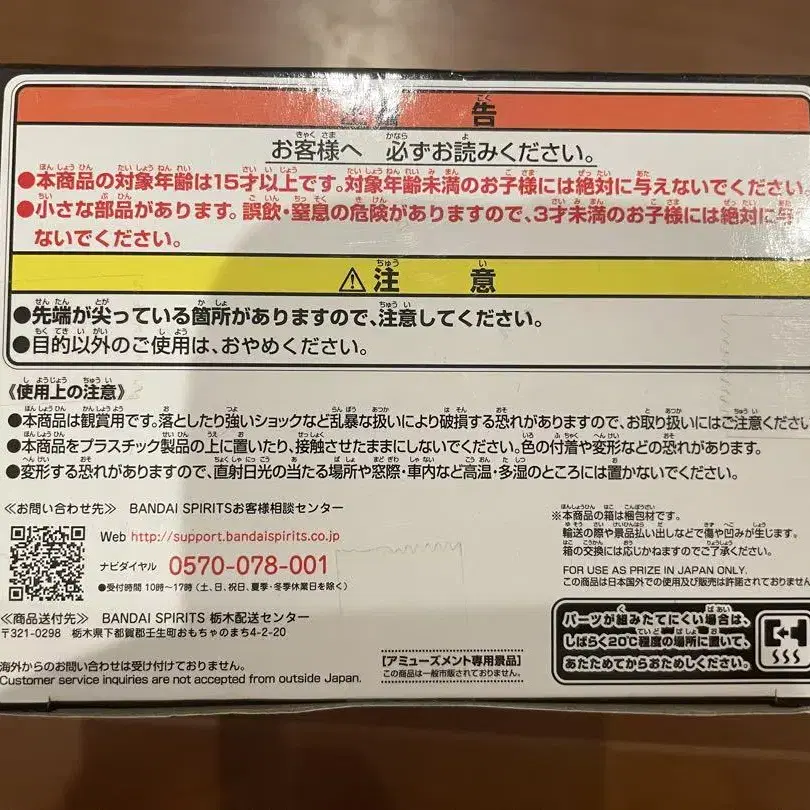 告
お客様へ 必ずお読みください。
●本商品の対象年齢は15才以上です。対象年齢未満のお子様には絶対に与えないでください。
●小さな部品があります。誤飲・窒息の危険がありますので、3才未満のお子様には絶対に与え
ないでください。
⚠注 意
●先端が尖っている箇所がありますので、注意してください。
●目的以外のご使用は、おやめください。
《使用上の注意》
●本商品は観賞用です。落としたり強いショックなど乱暴な扱いにより破損する恐れがありますので、お取り扱いにはご注意ください
●本商品をプラスチック製品の上に置いたり、接触させたままにしないでください。色の付着や変形などの恐れがあります。
●変形する恐れがありますので、直射日光の当たる場所や窓際・車内など高温・多湿のところには置かないでください。
≪お問い合わせ先≫ BANDAI SPIRITSお客様相談センター
Web http://support.bandaispirits.co.jp
ナビダイヤル 0570-078-001
●受付時間 10時〜17時(土、日、祝日、夏季・冬季休業日を除く)
≪商品送付先≫ BANDAI SPIRITS 栃木配送センター
〒321-0298 栃木県下都賀郡壬生町おもちゃのまち4-2-20
海外からのお問い合わせは受け付けておりません。
Customer service inquiries are not accepted from outside Japan.
※本商品の箱は梱包材です。
輸送の際や景品払い出しなどで傷や凹みが生じます。
箱の交換には応じかねますのでご了承ください。
FOR USE AS PRIZE IN JAPAN ONLY.
この商品は日本国外での使用及び販売は許諾されておりません
【アミューズメント専用景品】
この商品は一般市販されていません。
パーツが組みたてにくい場合は、
しばらく20℃程度の場所に置いて、
あたためてからおためしください。